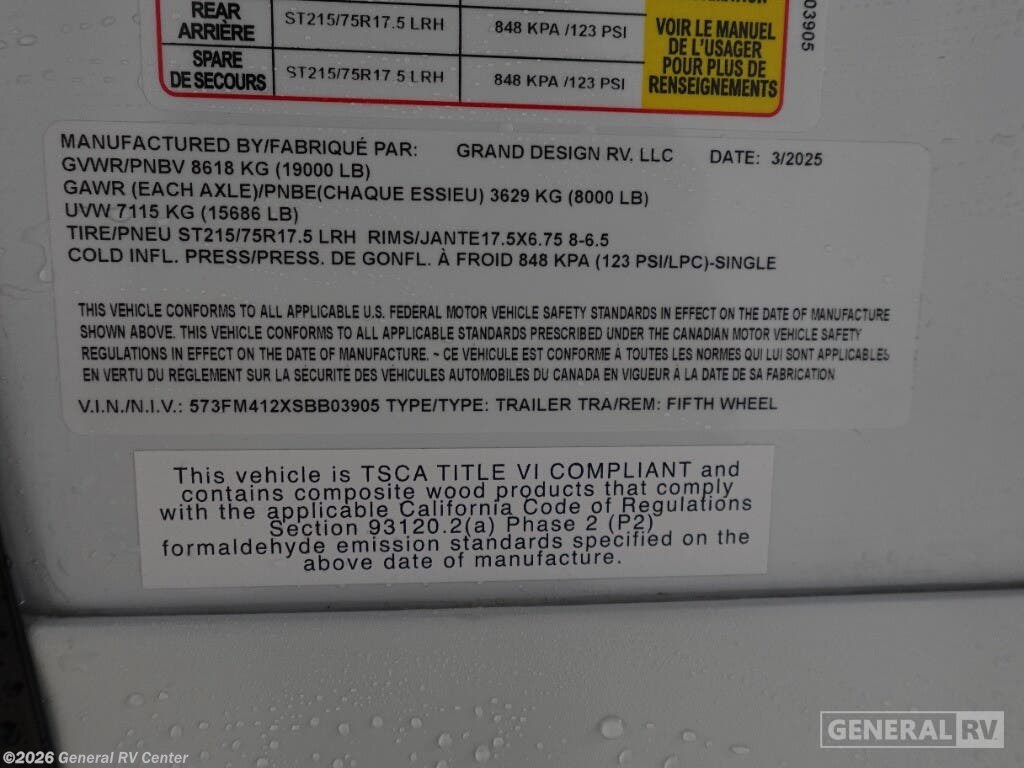 REAR
ARRIÈRE
ST215/75R17.5 LRH
848 KPA /123 PSI
SPARE
DE SECOURS
ST215/75R17.5 LRH
848 KPA /123 PSI
VOIR LE MANUEL
DE L'USAGER
POUR PLUS DE
RENSEIGNEMENTS
03905
MANUFACTURED BY/FABRIQUÉ PAR: GRAND DESIGN RV, LLC DATE: 3/2025
GVWR/PNBV 8618 KG (19000 LB)
GAWR (EACH AXLE)/PNBE(CHAQUE ESSIEU) 3629 KG (8000 LB)
UVW 7115 KG (15686 LB)
TIRE/PNEU ST215/75R17.5 LRH RIMS/JANTE17.5X6.75 8-6.5
COLD INFL. PRESS/PRESS. DE GONFL. À FROID 848 KPA (123 PSI/LPC)-SINGLE
THIS VEHICLE CONFORMS TO ALL APPLICABLE U.S. FEDERAL MOTOR VEHICLE SAFETY STANDARDS IN EFFECT ON THE DATE OF MANUFACTURE
SHOWN ABOVE. THIS VEHICLE CONFORMS TO ALL APPLICABLE STANDARDS PRESCRIBED UNDER THE CANADIAN MOTOR VEHICLE SAFETY
REGULATIONS IN EFFECT ON THE DATE OF MANUFACTURE. ~ CE VÉHICULE EST CONFORME À TOUTES LES NORMES QUI LUI SONT APPLICABLES
EN VERTU DU RÈGLEMENT SUR LA SÉCURITÉ DES VÉHICULES AUTOMOBILES DU CANADA EN VIGUEUR À LA DATE DE SA FABRICATION
V.I.N./N.I.V.: 573FM412XSBB03905 TYPE/TYPE: TRAILER TRA/REM: FIFTH WHEEL
This vehicle is TSCA TITLE VI COMPLIANT and
contains composite wood products that comply
with the applicable California Code of Regulations
Section 93120.2(a) Phase 2 (P2)
formaldehyde emission standards specified on the
above date of manufacture.
GENERAL RV
©2026 General RV Center